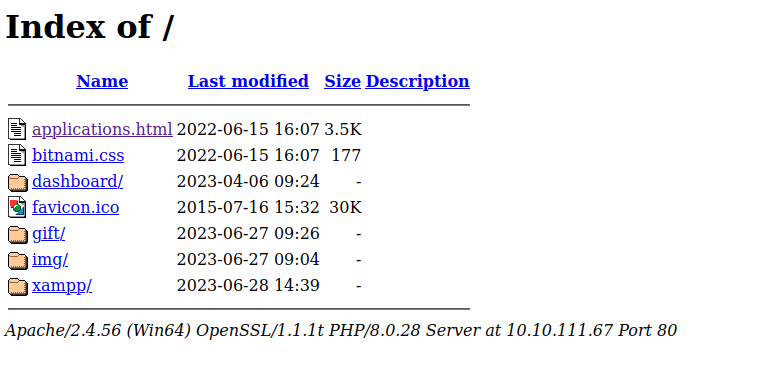 Index of /
Name Last modified Size Description
applications.html 2022-06-15 16:07 3.5K
bitnami.css 2022-06-15 16:07 177
dashboard/ 2023-04-06 09:24 -
favicon.ico 2015-07-16 15:32 30K
gift/ 2023-06-27 09:26 -
img/ 2023-06-27 09:04 -
xampp/ 2023-06-28 14:39 -
Apache/2.4.56 (Win64) OpenSSL/1.1.1t PHP/8.0.28 Server at 10.10.111.67 Port 80